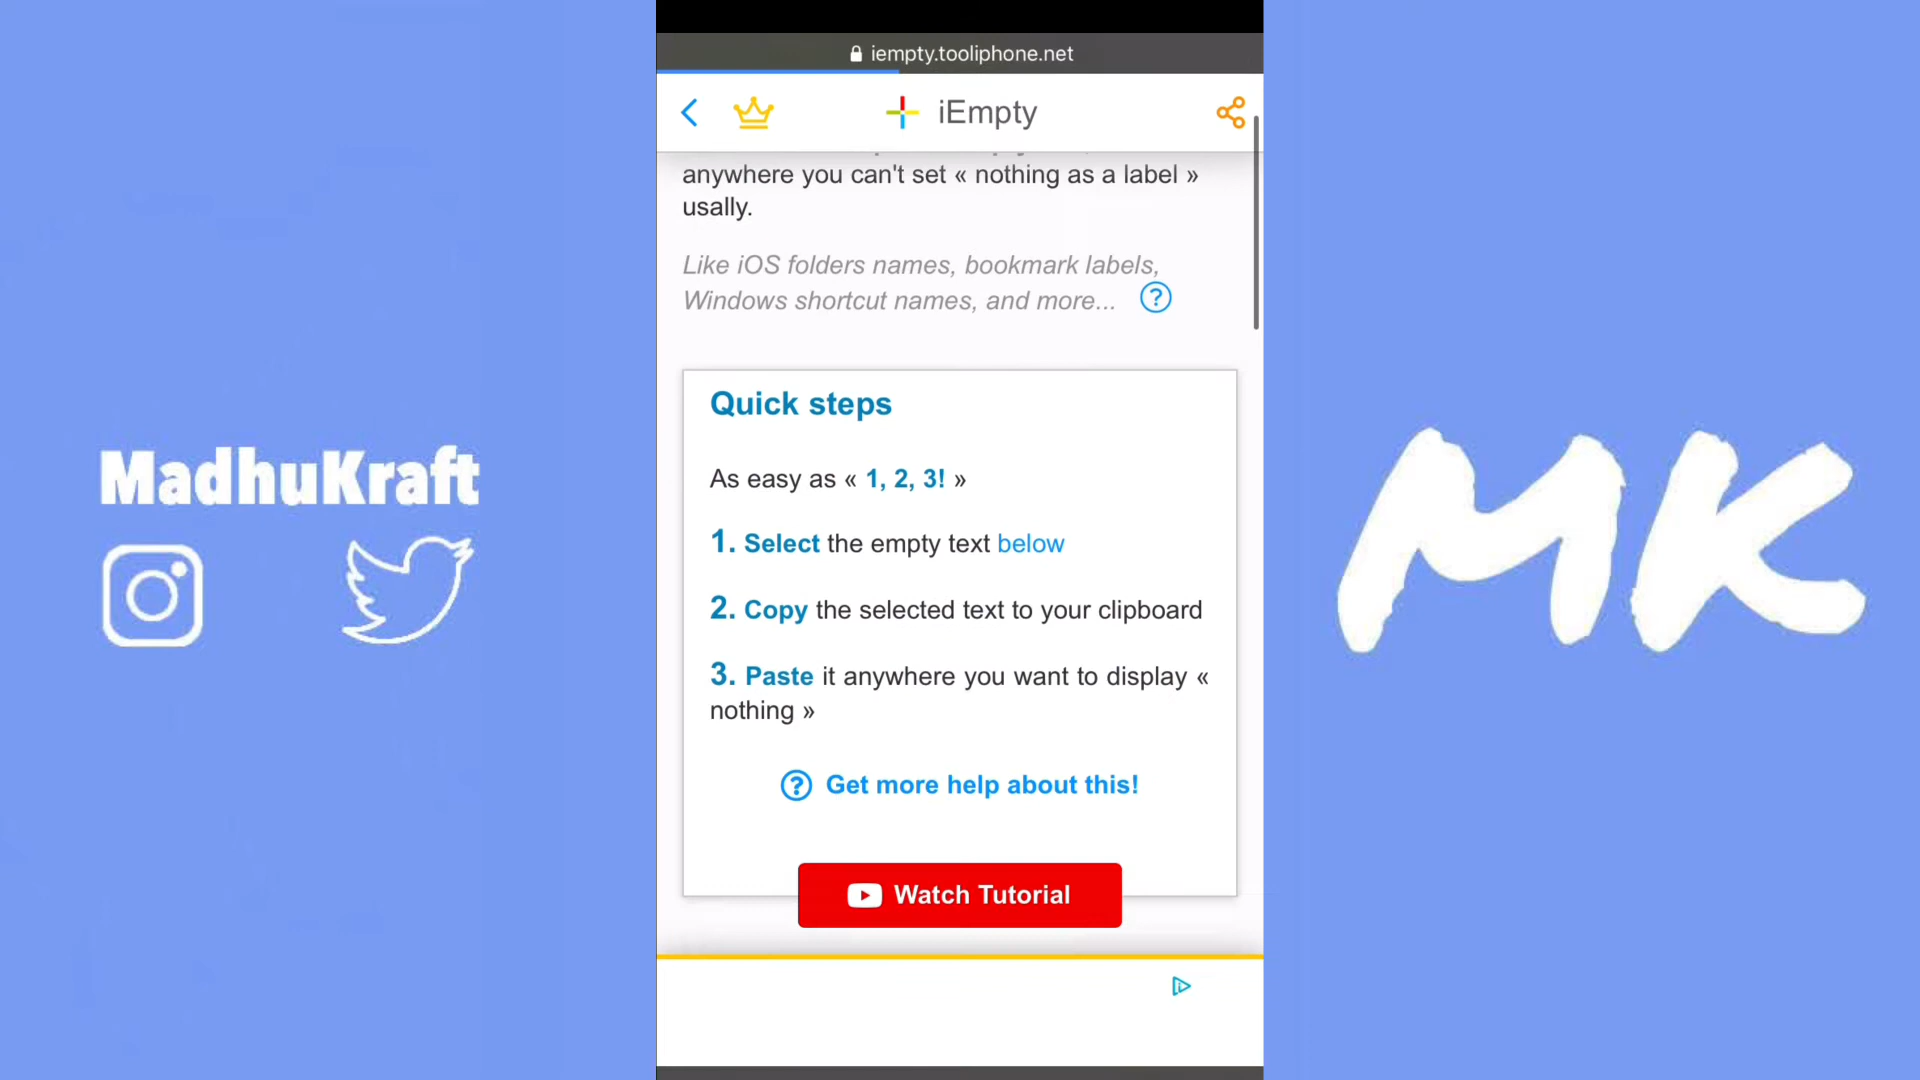 iempty.tooliphone.net
iEmpty
anywhere you can't set « nothing as a label »
usally.
Like iOS folders names, bookmark labels,
Windows shortcut names, and more...
Quick steps
As easy as « 1, 2, 3! »
1. Select the empty text below
2. Copy the selected text to your clipboard
3. Paste it anywhere you want to display «
nothing »
Get more help about this!
Watch Tutorial
MadhuKraft
MK